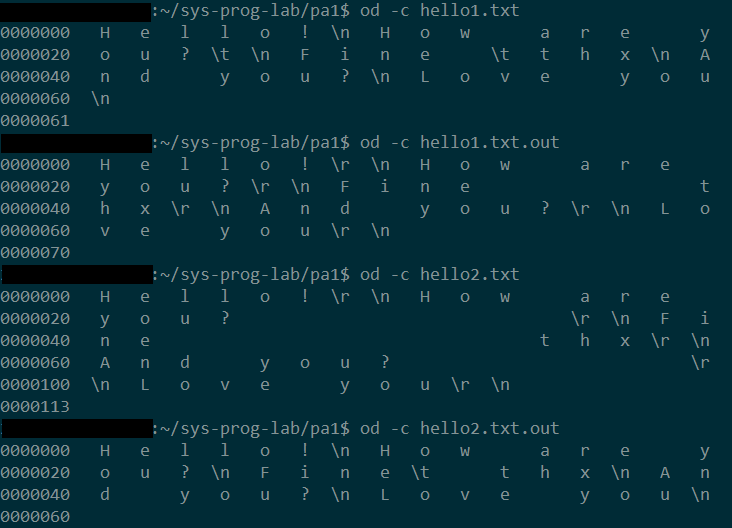 :~/sys-prog-lab/pa1$ od -c hello1.txt
0000000   H   e   l   l   o   !  \n   H   o   w       a   r   e       y
0000020   o   u   ?  \t  \n   F   i   n   e      \t   t   h   x  \n   A
0000040   n   d       y   o   u   ?  \n   L   o   v   e       y   o   u
0000060  \n
0000061
:~/sys-prog-lab/pa1$ od -c hello1.txt.out
0000000   H   e   l   l   o   !  \r  \n   H   o   w       a   r   e
0000020   y   o   u   ?  \r  \n   F   i   n   e                       t
0000040   h   x  \r  \n   A   n   d       y   o   u   ?  \r  \n   L   o
0000060   v   e       y   o   u  \r  \n
0000070
:~/sys-prog-lab/pa1$ od -c hello2.txt
0000000   H   e   l   l   o   !  \r  \n   H   o   w       a   r   e
0000020   y   o   u   ?                                  \r  \n   F   i
0000040   n   e                                       t   h   x  \r  \n
0000060   A   n   d       y   o   u   ?                              \r
0000100  \n   L   o   v   e       y   o   u  \r  \n
0000113
:~/sys-prog-lab/pa1$ od -c hello2.txt.out
0000000   H   e   l   l   o   !  \n   H   o   w       a   r   e       y
0000020   o   u   ?  \n   F   i   n   e  \t       t   h   x  \n   A   n
0000040   d       y   o   u   ?  \n   L   o   v   e       y   o   u  \n
0000060